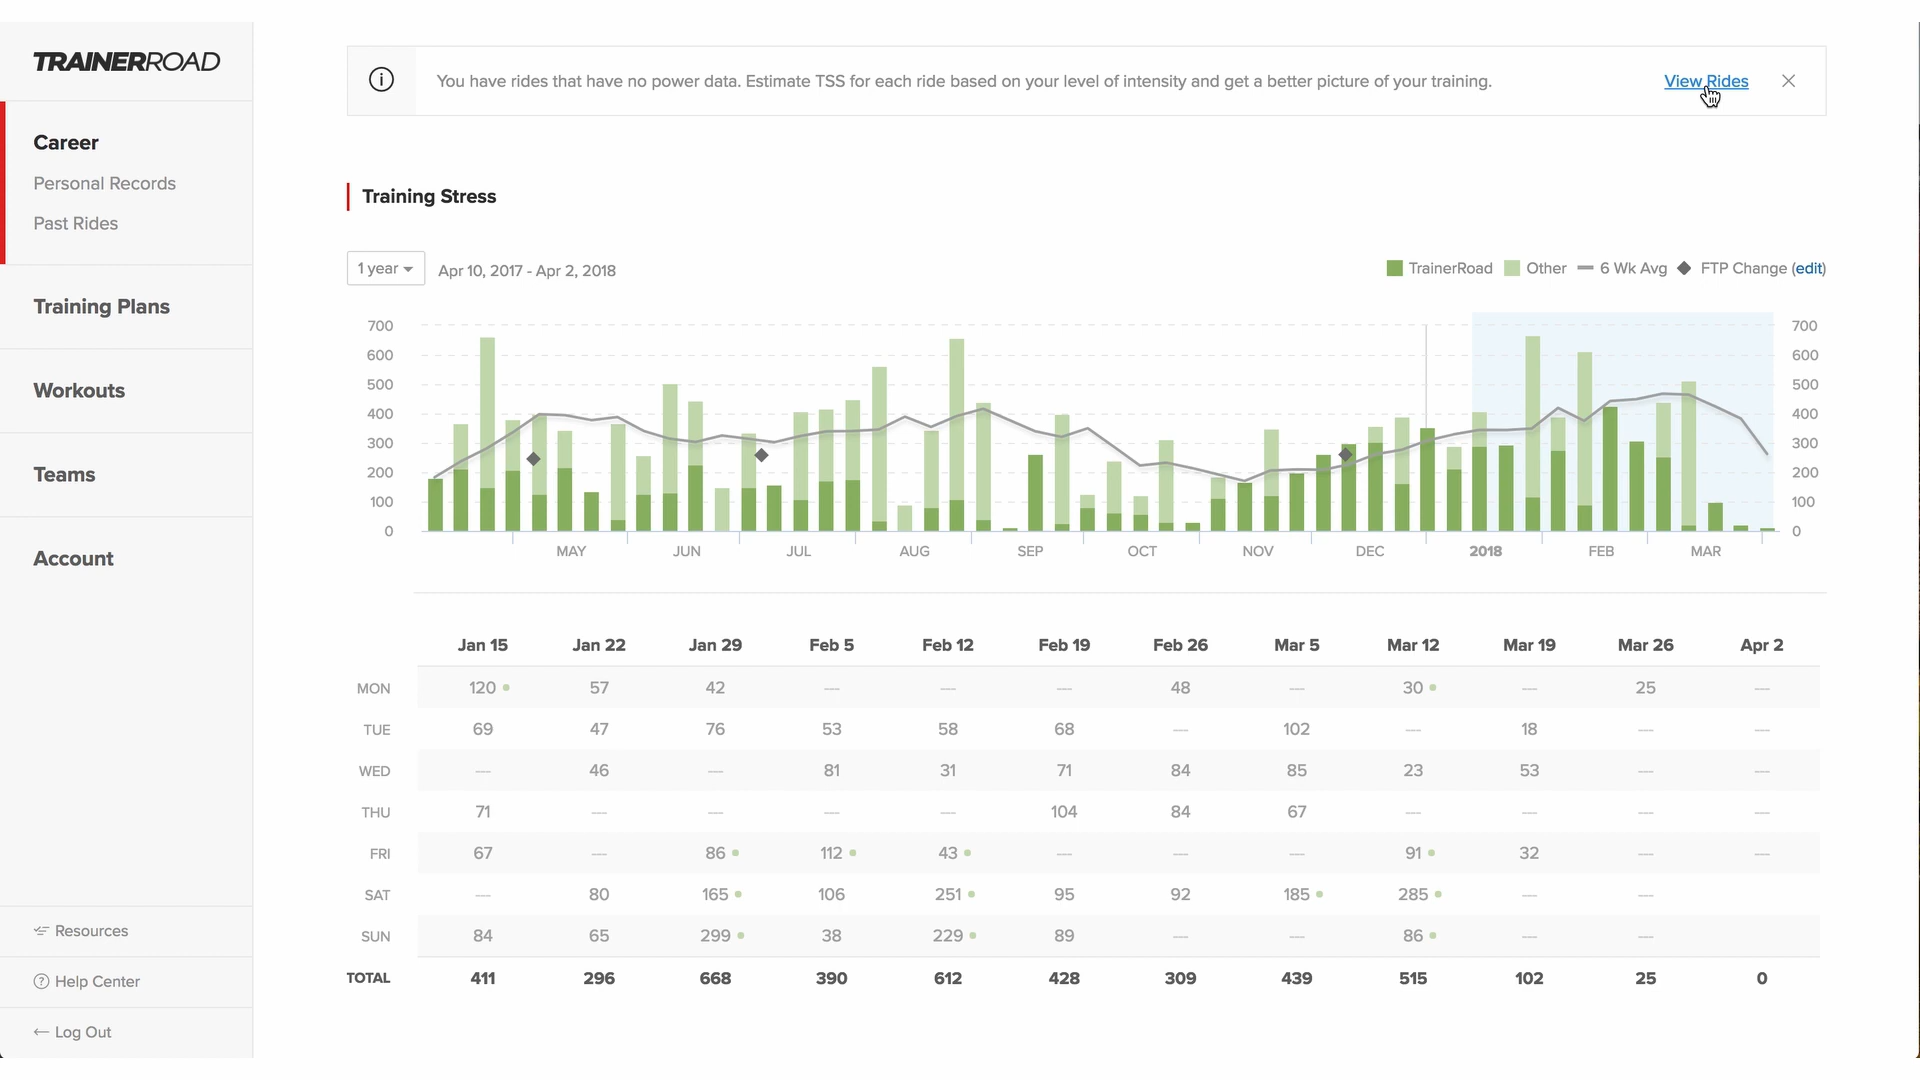 TRAINERROAD
Career
Personal Records
Past Rides
Training Plans
Workouts
Teams
Account
Resources
Help Center
Log Out
You have rides that have no power data. Estimate TSS for each ride based on your level of intensity and get a better picture of your training. View Rides
Training Stress
1 year Apr 10, 2017 - Apr 2, 2018 TrainerRoad Other 6 Wk Avg FTP Change (edit)
700 700
600 600
500 500
400 400
300 300
200 200
100 100
0 0
MAY JUN JUL AUG SEP OCT NOV DEC 2018 FEB MAR
Jan 15 Jan 22 Jan 29 Feb 5 Feb 12 Feb 19 Feb 26 Mar 5 Mar 12 Mar 19 Mar 26 Apr 2
MON 120 57 42 --- --- --- 48 --- 30 --- 25 ---
TUE 69 47 76 53 58 68 --- 102 --- 18 --- ---
WED --- 46 --- 81 31 71 84 85 23 53 --- ---
THU 71 --- --- --- --- 104 84 67 --- --- --- ---
FRI 67 --- 86 112 43 --- --- --- 91 32 --- ---
SAT --- 80 165 106 251 95 92 185 285 --- ---
SUN 84 65 299 38 229 89 --- --- 86 --- ---
TOTAL 411 296 668 390 612 428 309 439 515 102 25 0